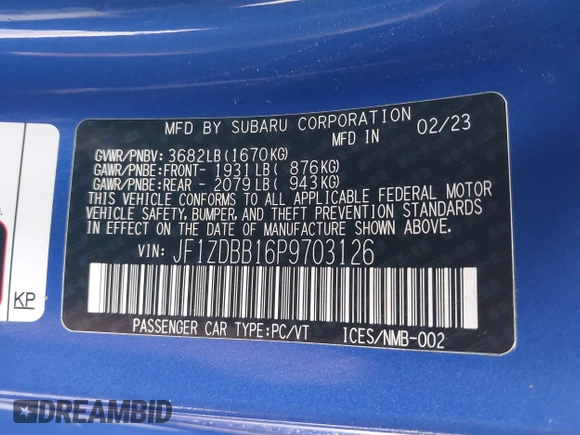 MFD BY SUBARU CORPORATION
MFD IN 02/23
GVWR/PNBV: 3682LB(1670KG)
GAWR/PNBE:FRONT- 1931LB( 876KG)
GAWR/PNBE:REAR - 2079LB( 943KG)
THIS VEHICLE CONFORMS TO ALL APPLICABLE FEDERAL MOTOR
VEHICLE SAFETY, BUMPER, AND THEFT PREVENTION STANDARDS
IN EFFECT ON THE DATE OF MANUFACTURE SHOWN ABOVE.
VIN: JF1ZDBB16P9703126
PASSENGER CAR TYPE:PC/VT ICES/NMB-002
KP
DREAMBID